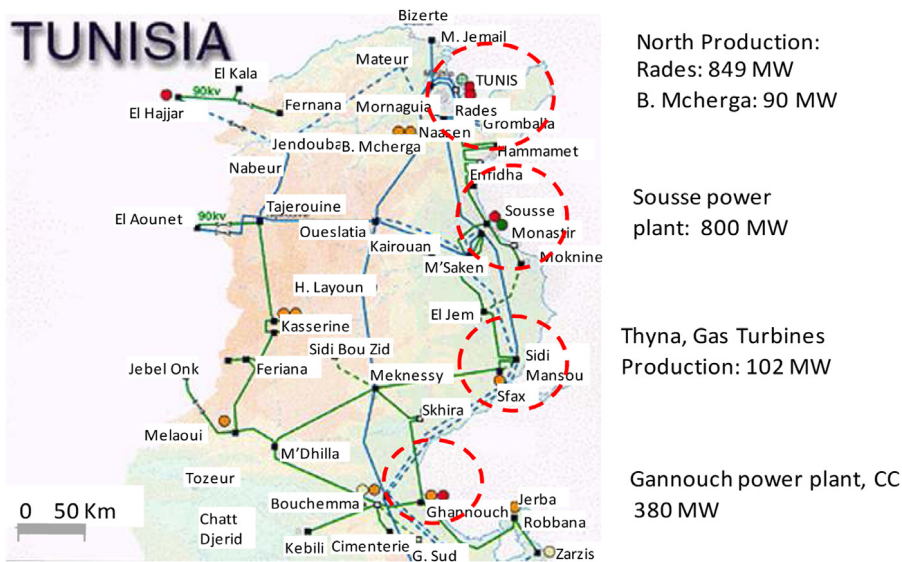 TUNISIA
Bizerte
M. Jemail
Mateur
TUNIS
El Kala
90kv
Fernana
El Hajjar
Mornaguia
Rades
Gromballa
Naasen
Jendouba
B. Mcherga
Hammamet
Nabeur
Enfidha
Tajerouine
El Aounet
90kv
Oueslatia
Sousse
Kairouan
Monastir
M'Saken
Moknine
H. Layoun
El Jem
Kasserine
Sidi Bou Zid
Sidi
Mansou
Jebel Onk
Feriana
Meknessy
Sfax
Skhira
Melaoui
M'Dhilla
Tozeur
Bouchemma
Ghannouch
Jerba
Robbana
0 50 Km
Chatt
Djerid
Kebili
Cimenterie
G. Sud
Zarzis
North Production:
Rades: 849 MW
B. Mcherga: 90 MW
Sousse power
plant: 800 MW
Thyna, Gas Turbines
Production: 102 MW
Gannouch power plant, CC
380 MW